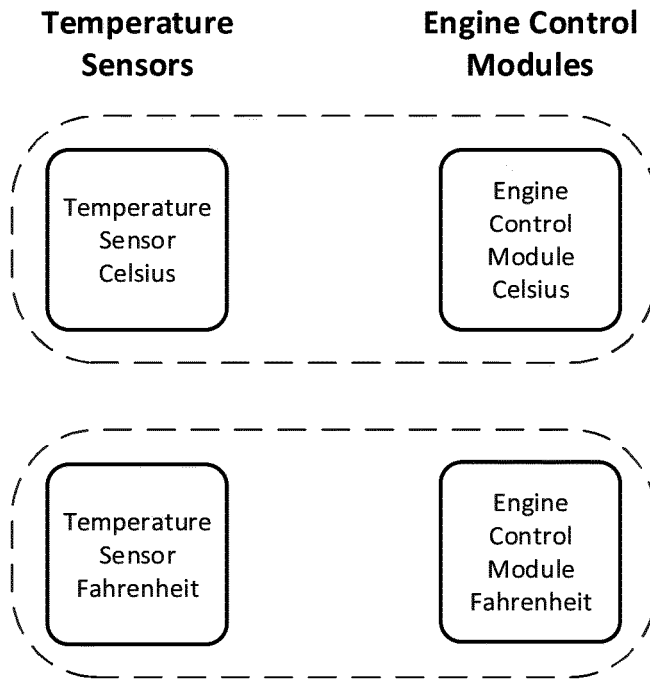 Temperature
Sensors
Engine Control
Modules
Temperature
Sensor
Celsius
Engine
Control
Module
Celsius
Temperature
Sensor
Fahrenheit
Engine
Control
Module
Fahrenheit